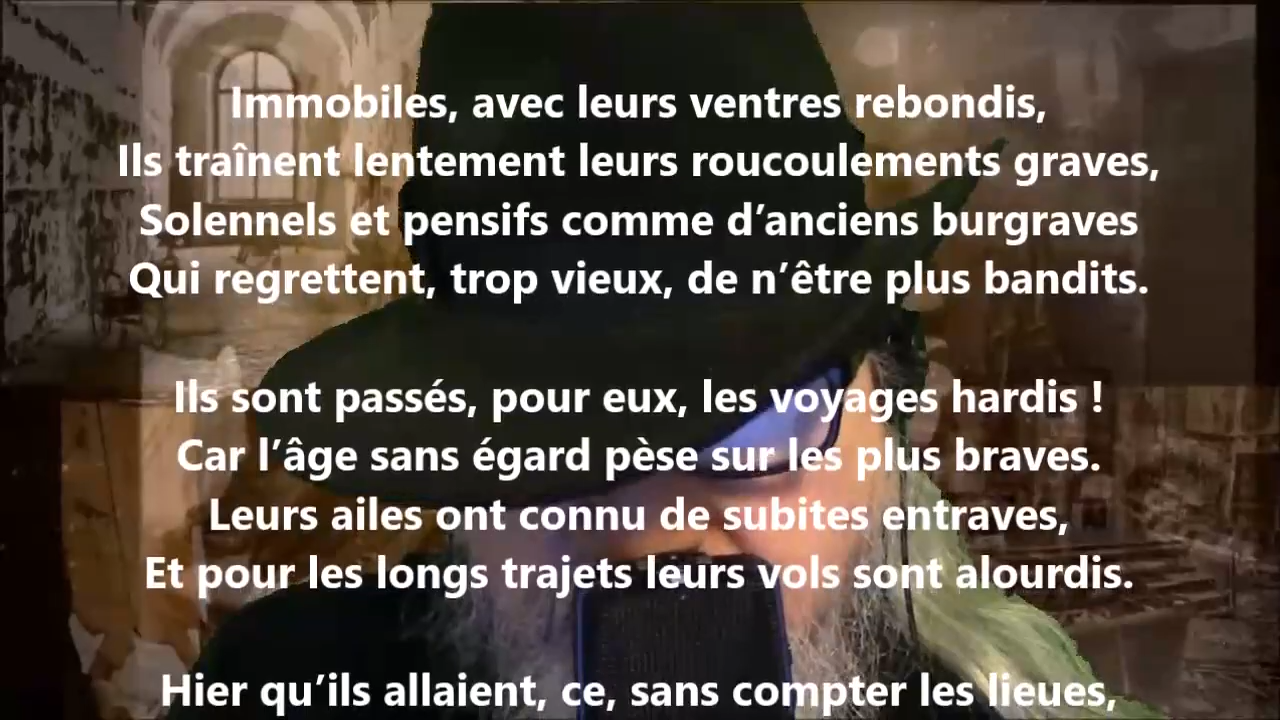 Immobiles, avec leurs ventres rebondis,
Ils traînent lentement leurs roucoulements graves,
Solennels et pensifs comme d’anciens burgraves
Qui regrettent, trop vieux, de n’être plus bandits.
Ils sont passés, pour eux, les voyages hardis !
Car l’âge sans égard pèse sur les plus braves.
Leurs ailes ont connu de subites entraves,
Et pour les longs trajets leurs vols sont alourdis.
Hier qu’ils allaient, ce, sans compter les lieues,